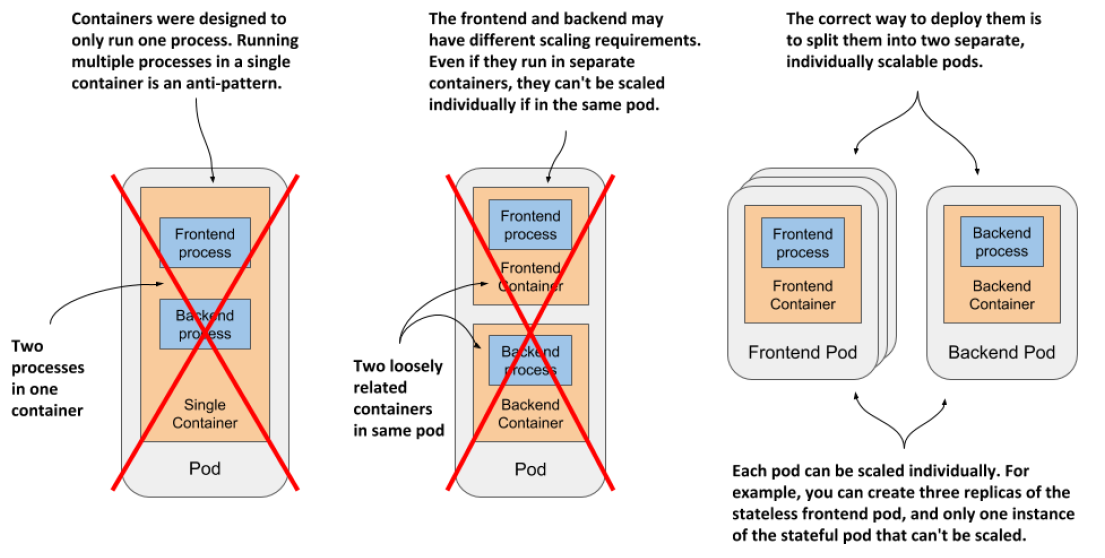 Containers were designed to
only run one process. Running
multiple processes in a single
container is an anti-pattern.
Frontend
process
Backend
process
Single
Container
Pod
Two
processes
in one
container
The frontend and backend may
have different scaling requirements.
Even if they run in separate
containers, they can't be scaled
individually if in the same pod.
Frontend
process
Frontend
Container
Backend
process
Backend
Container
Pod
Two loosely
related
containers
in same pod
The correct way to deploy them is
to split them into two separate,
individually scalable pods.
Frontend
process
Frontend
Container
Frontend Pod
Backend
process
Backend
Container
Backend Pod
Each pod can be scaled individually. For
example, you can create three replicas of the
stateless frontend pod, and only one instance
of the stateful pod that can't be scaled.